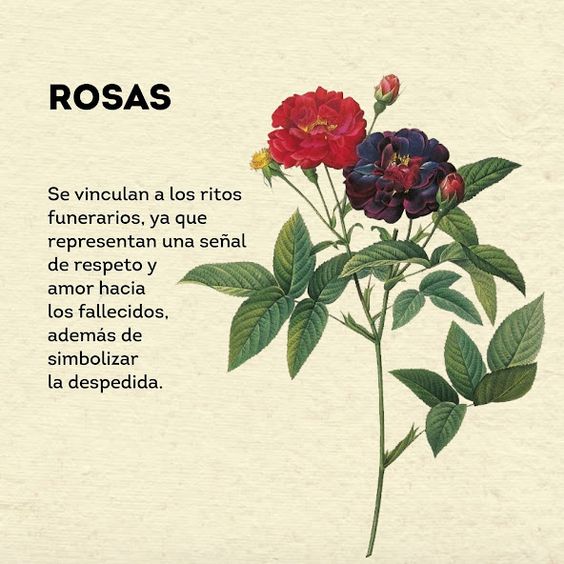 ROSAS
Se vinculan a los ritos
funerarios, ya que
representan una señal
de respeto y
amor hacia
los fallecidos,
además de
simbolizar
la despedida.